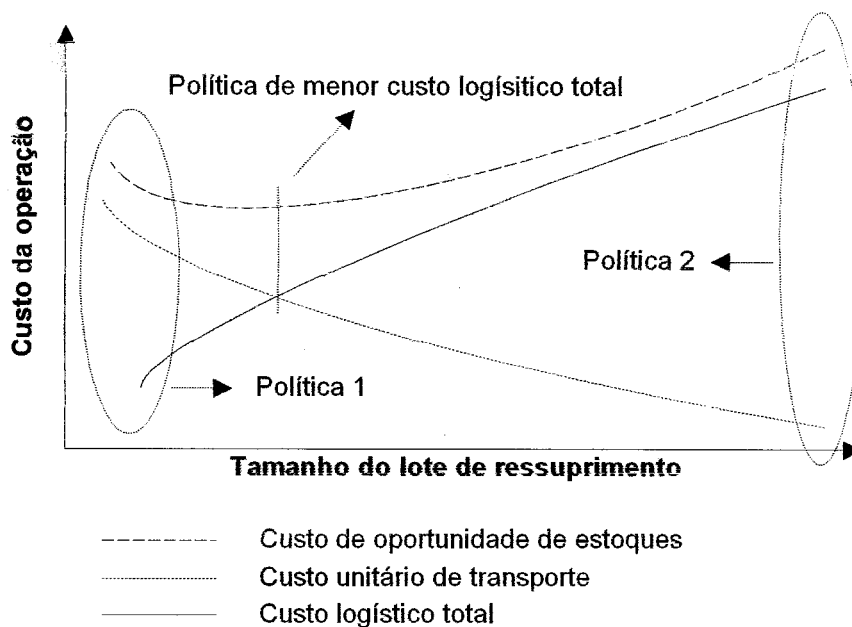 Política de menor custo logísitico total
Custo da operação
Política 2
Política 1
Tamanho do lote de ressuprimento
Custo de oportunidade de estoques
Custo unitário de transporte
Custo logístico total